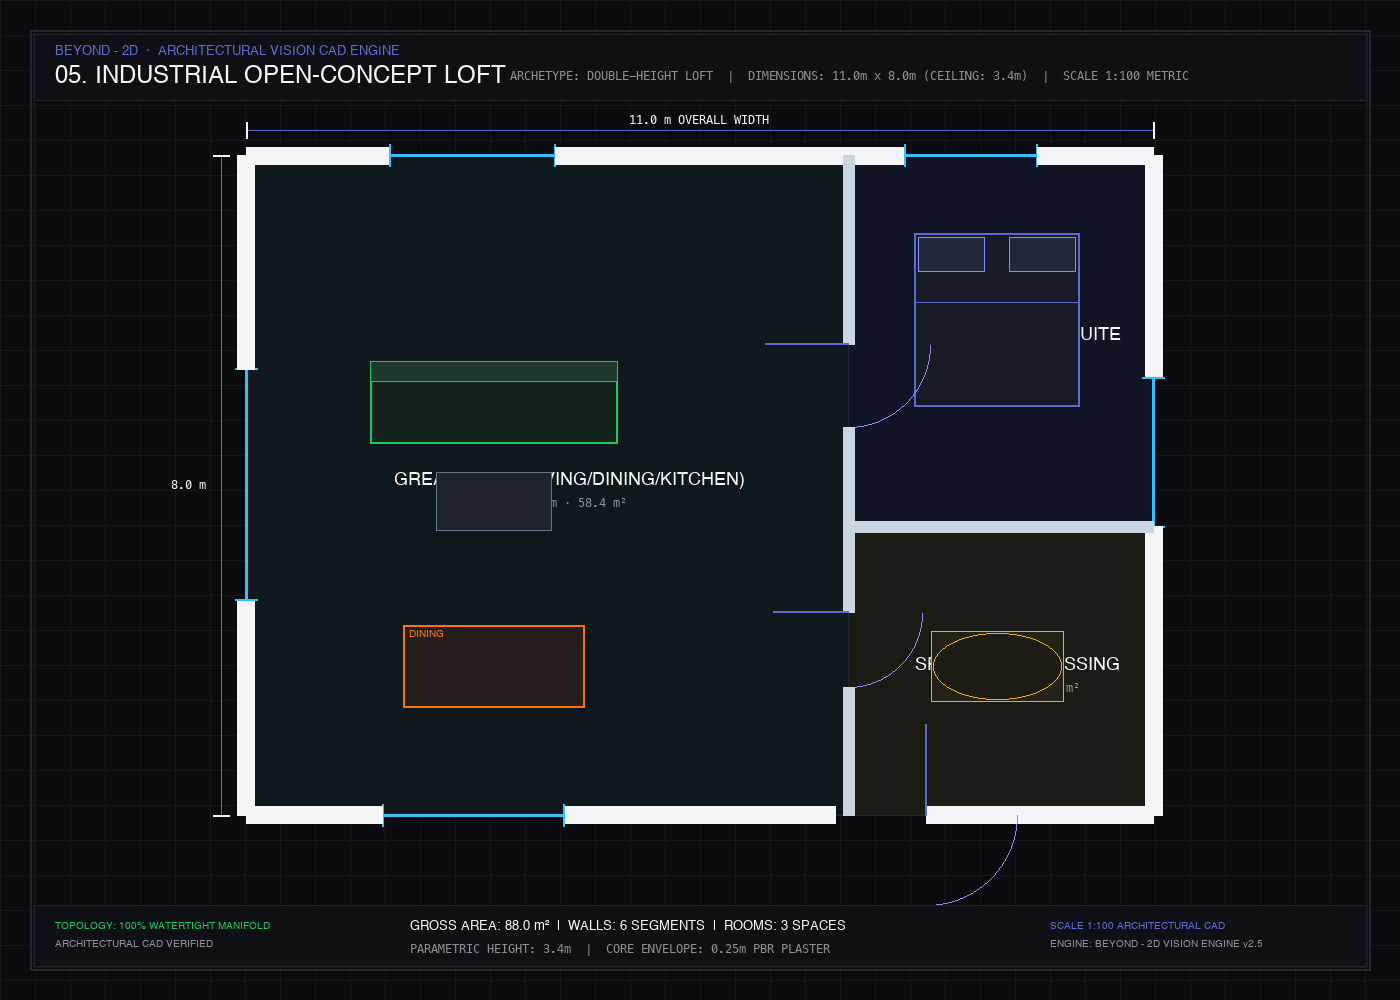 BEYOND - 2D · ARCHITECTURAL VISION CAD ENGINE
05. INDUSTRIAL OPEN-CONCEPT LOFT ARCHETYPE: DOUBLE-HEIGHT LOFT | DIMENSIONS: 11.0m x 8.0m (CEILING: 3.4m) | SCALE 1:100 METRIC
11.0 m OVERALL WIDTH
UITE
8.0 m
GREA VING/DINING/KITCHEN)
m · 58.4 m²
DINING
SSING
m²
TOPOLOGY: 100% WATERTIGHT MANIFOLD
ARCHITECTURAL CAD VERIFIED
GROSS AREA: 88.0 m² | WALLS: 6 SEGMENTS | ROOMS: 3 SPACES
PARAMETRIC HEIGHT: 3.4m | CORE ENVELOPE: 0.25m PBR PLASTER
SCALE 1:100 ARCHITECTURAL CAD
ENGINE: BEYOND - 2D VISION ENGINE v2.5